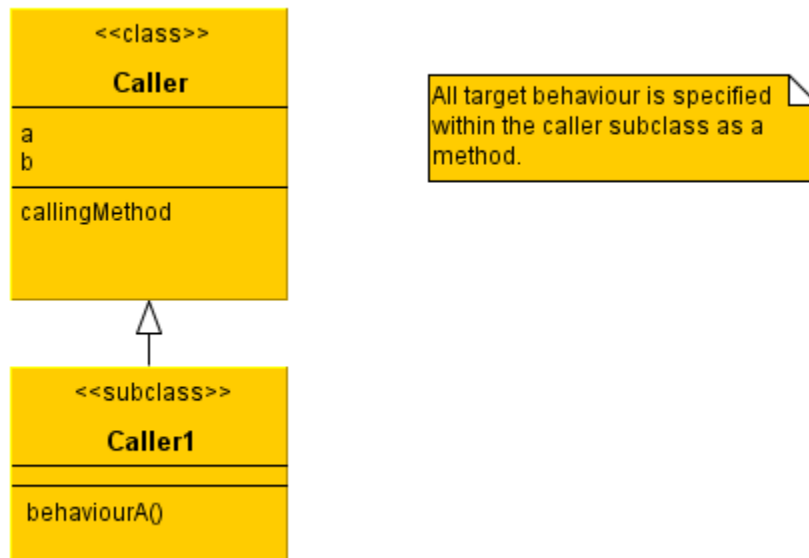 <<class>>
Caller
a
b
callingMethod
<<subclass>>
Caller1
behaviourA()
All target behaviour is specified
within the caller subclass as a
method.